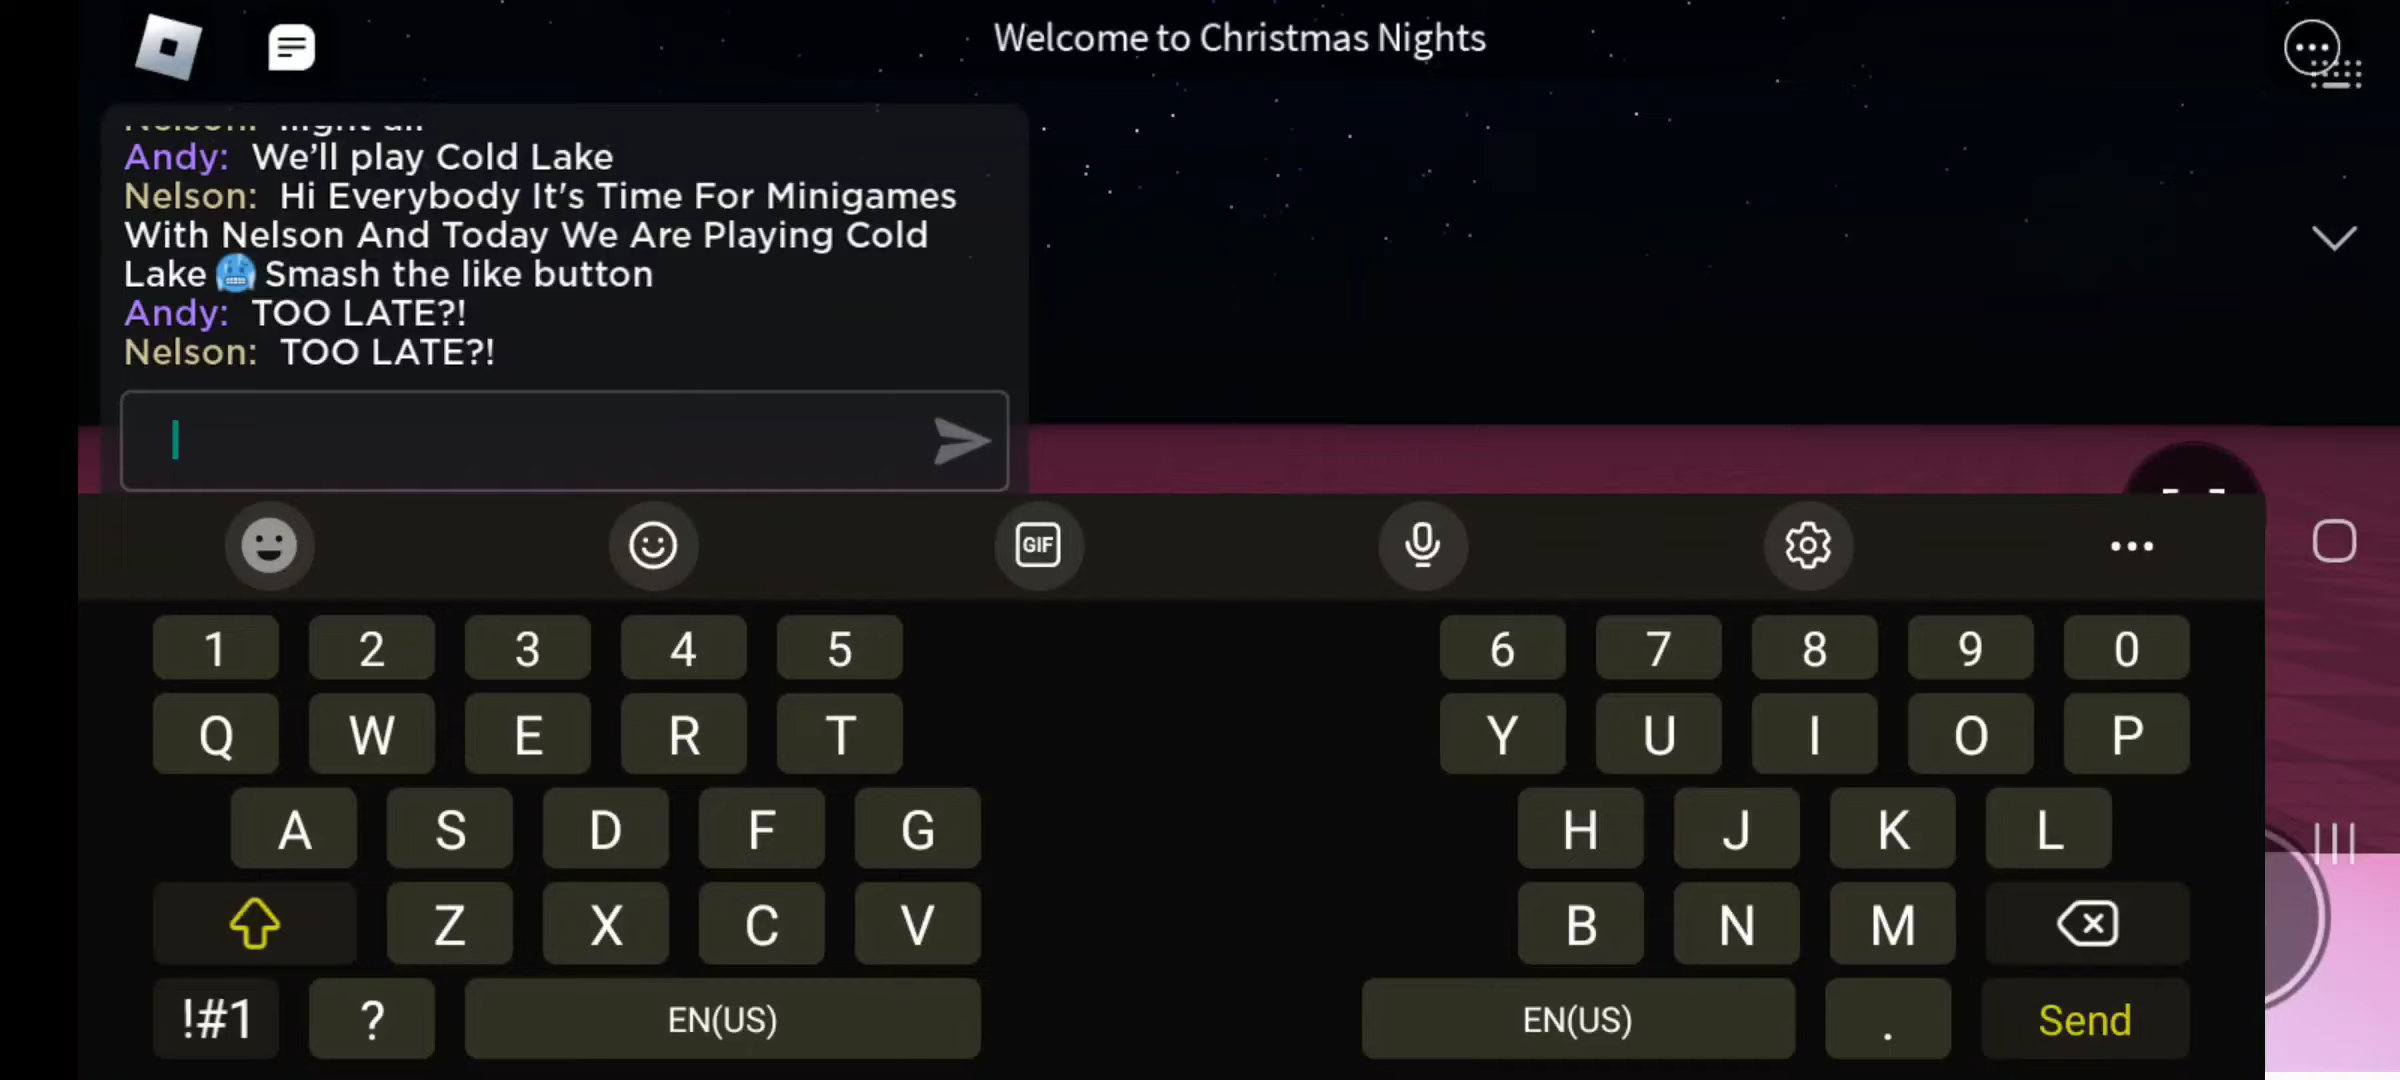 Welcome to Christmas Nights
Andy: We'll play Cold Lake
Nelson: Hi Everybody It's Time For Minigames
With Nelson And Today We Are Playing Cold
Lake 🥶 Smash the like button
Andy: TOO LATE?!
Nelson: TOO LATE?!
GIF
1 2 3 4 5 6 7 8 9 0
Q W E R T Y U I O P
A S D F G H J K L
Z X C V B N M
!#1 ? EN(US) EN(US) . Send